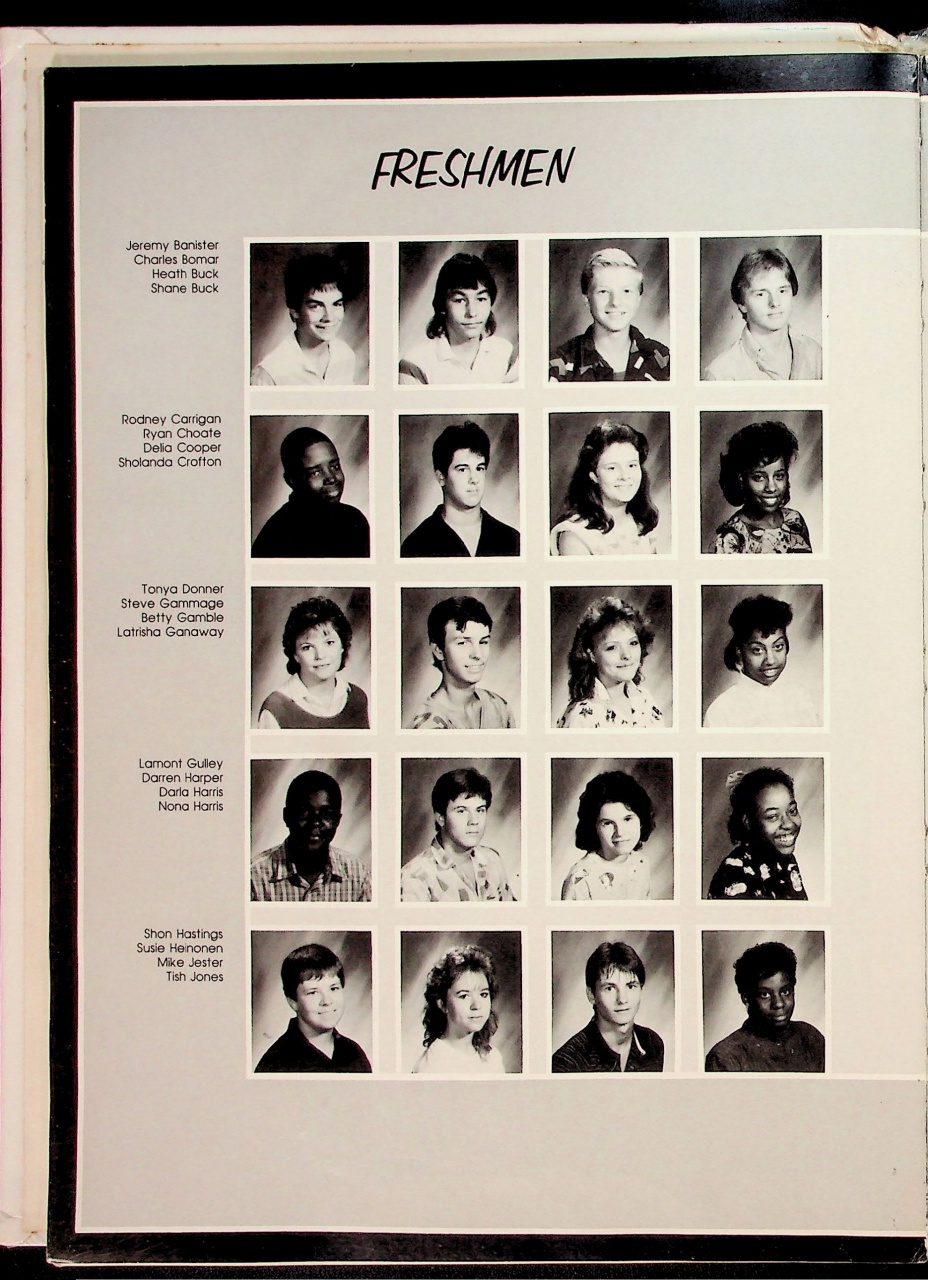 FRESHMEN
Jeremy Banister
Charles Bomar
Heath Buck
Shane Buck
Rodney Carrigan
Ryan Choate
Delia Cooper
Sholanda Crofton
Tonya Donner
Steve Gammage
Betty Gamble
Latrisha Ganaway
Lamont Gulley
Darren Harper
Darla Harris
Nona Harris
Shon Hastings
Susie Heinonen
Mike Jester
Tish Jones